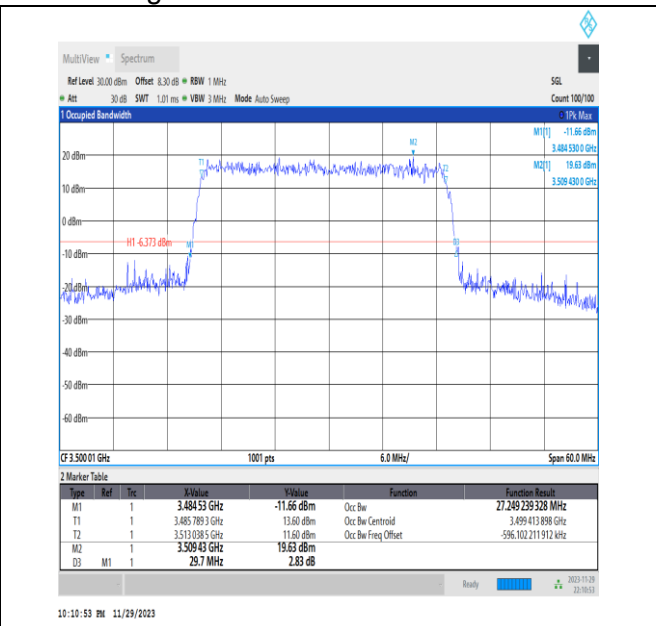 MultiView Spectrum
Ref Level 30.00 dBm Offset 8.30 dB RBW 1 MHz SGL
Att 30 dB SWT 1.01 ms VBW 3 MHz Mode Auto Sweep Count 100/100
1 Occupied Bandwidth 1Pk Max
M1[1] -11.66 dBm
3.484 530 0 GHz
M2[1] 19.63 dBm
3.509 430 0 GHz
M2
20 dBm
T1 T2
10 dBm
0 dBm
H1 -6.373 dBm M1 D3
-10 dBm
-20 dBm
-30 dBm
-40 dBm
-50 dBm
-60 dBm
CF 3.500 01 GHz 1001 pts 6.0 MHz/ Span 60.0 MHz
2 Marker Table
Type Ref Trc X-Value Y-Value Function Function Result
M1 1 3.484 53 GHz -11.66 dBm Occ Bw 27.249 239 328 MHz
T1 1 3.485 789 3 GHz 13.60 dBm Occ Bw Centroid 3.499 413 898 GHz
T2 1 3.513 038 5 GHz 11.60 dBm Occ Bw Freq Offset -596.102 211 912 kHz
M2 1 3.509 43 GHz 19.63 dBm
D3 M1 1 29.7 MHz 2.83 dB
Ready 2023-11-29
22:10:53
10:10:53 PM 11/29/2023